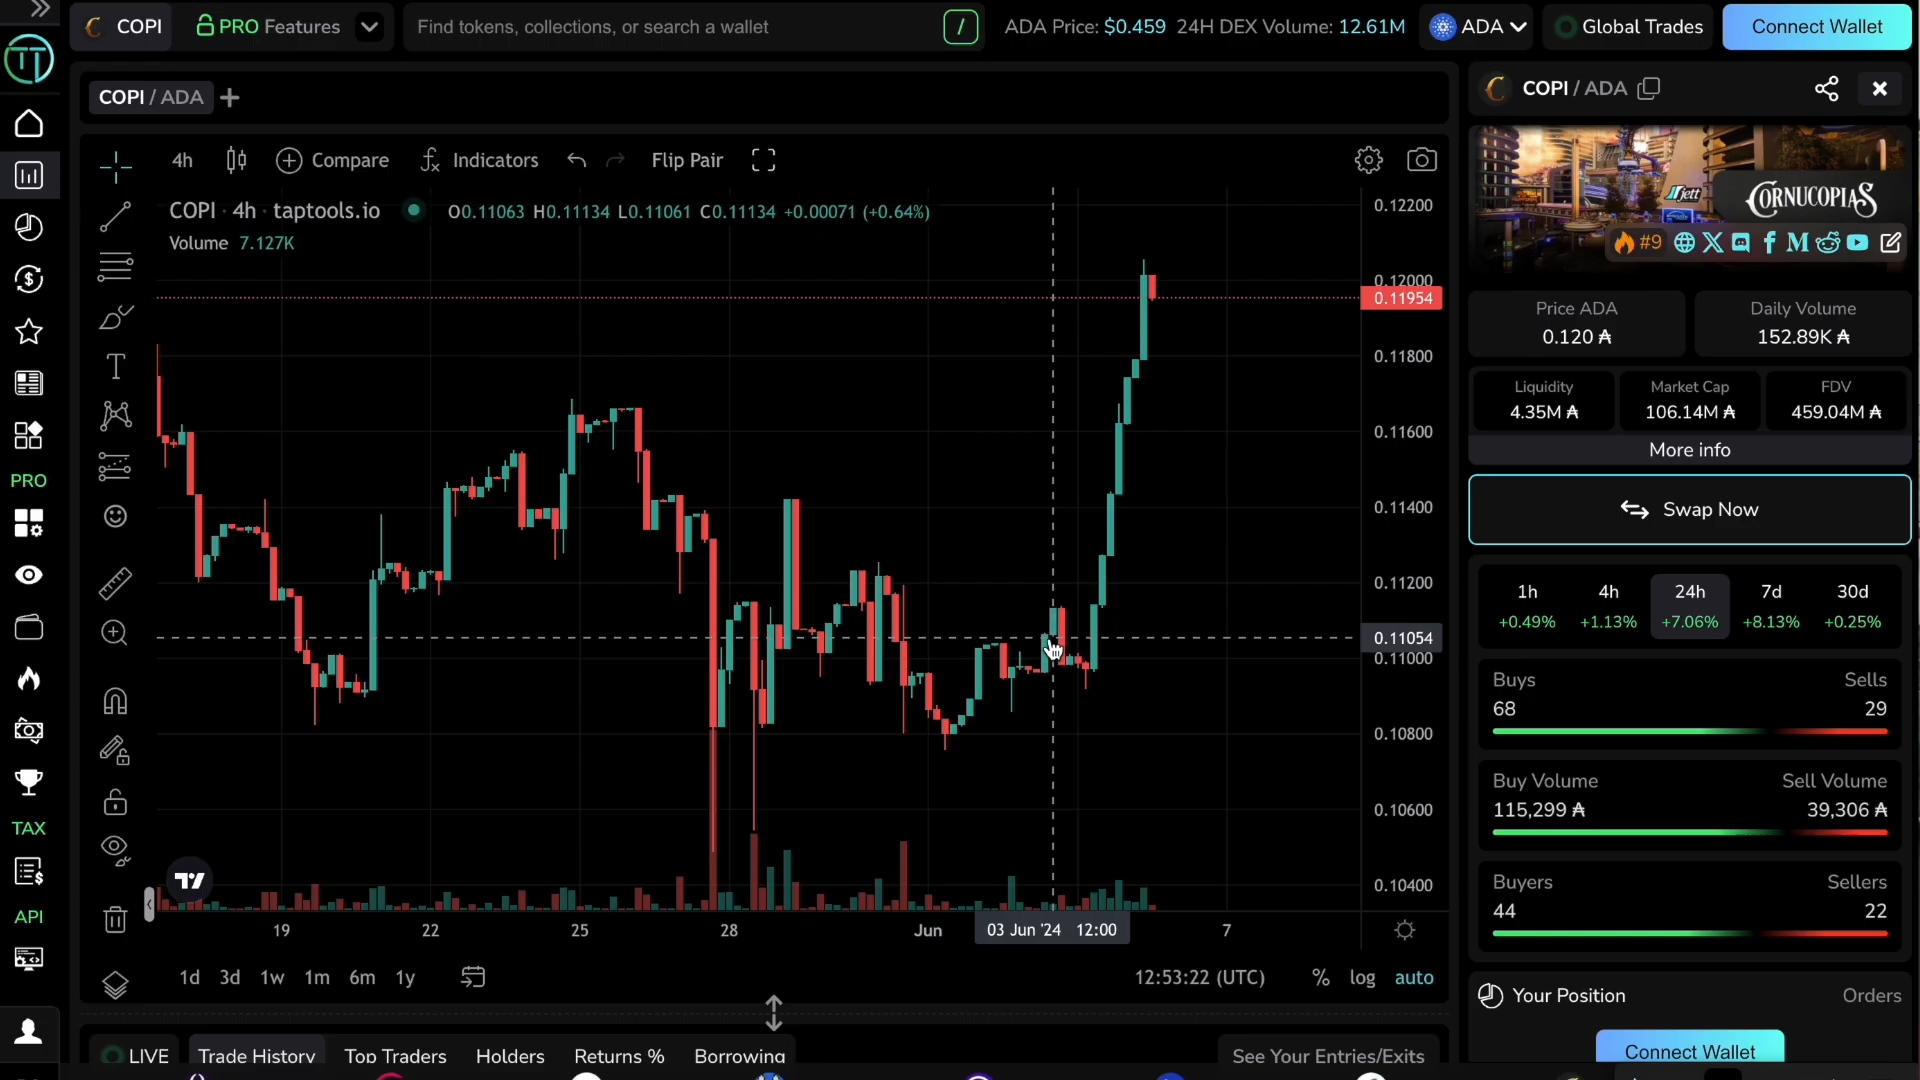 COPI
PRO Features
Find tokens, collections, or search a wallet
/
ADA Price: $0.459 24H DEX Volume: 12.61M
ADA
Global Trades
Connect Wallet
COPI / ADA
COPI / ADA
4h
Compare
Indicators
Flip Pair
COPI · 4h · taptools.io
O0.11063 H0.11134 L0.11061 C0.11134 +0.00071 (+0.64%)
Volume 7.127K
0.12200
0.12000
0.11954
0.11800
0.11600
0.11400
0.11200
0.11054
0.11000
0.10800
0.10600
0.10400
19
22
25
28
Jun
03 Jun '24 12:00
7
1d
3d
1w
1m
6m
1y
12:53:22 (UTC)
%
log
auto
LIVE
Trade History
Top Traders
Holders
Returns %
Borrowing
See Your Entries/Exits
PRO
TAX
API
jett
CORNUCOPIAS
#9
Price ADA
0.120 ₳
Daily Volume
152.89K ₳
Liquidity
4.35M ₳
Market Cap
106.14M ₳
FDV
459.04M ₳
More info
Swap Now
1h
+0.49%
4h
+1.13%
24h
+7.06%
7d
+8.13%
30d
+0.25%
Buys
68
Sells
29
Buy Volume
115,299 ₳
Sell Volume
39,306 ₳
Buyers
44
Sellers
22
Your Position
Orders
Connect Wallet